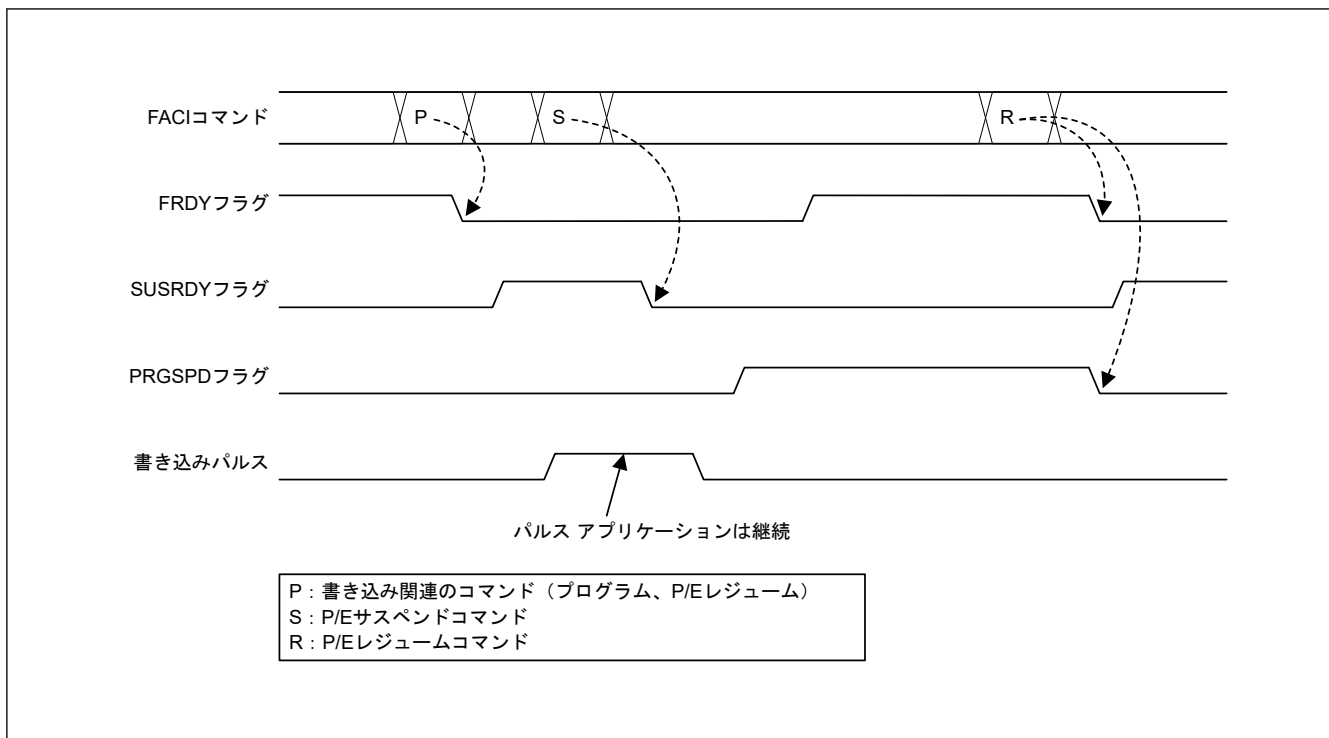 FACIコマンド
P
S
R
FRDYフラグ
SUSRDYフラグ
PRGSPDフラグ
書き込みパルス
パルス アプリケーションは継続
P：書き込み関連のコマンド（プログラム、P/Eレジューム）
S：P/Eサスペンドコマンド
R：P/Eレジュームコマンド